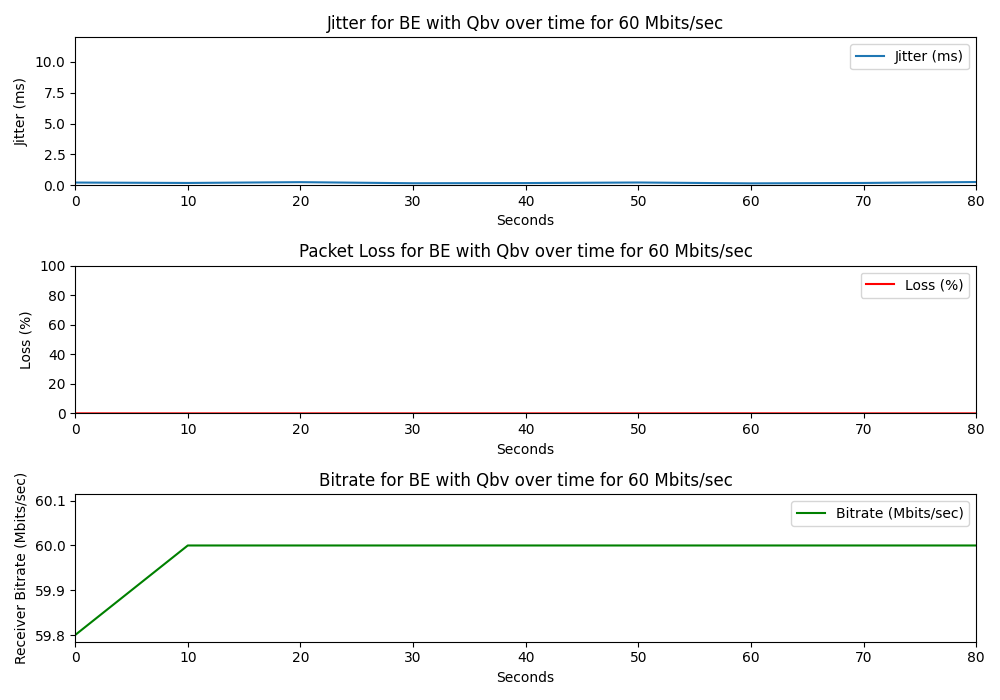 Jitter for BE with Qbv over time for 60 Mbits/sec
Jitter (ms)
10.0
7.5
5.0
2.5
0.0
Jitter (ms)
0 10 20 30 40 50 60 70 80
Seconds
Packet Loss for BE with Qbv over time for 60 Mbits/sec
Loss (%)
100
80
60
40
20
0
Loss (%)
0 10 20 30 40 50 60 70 80
Seconds
Bitrate for BE with Qbv over time for 60 Mbits/sec
Receiver Bitrate (Mbits/sec)
60.1
60.0
59.9
59.8
Bitrate (Mbits/sec)
0 10 20 30 40 50 60 70 80
Seconds